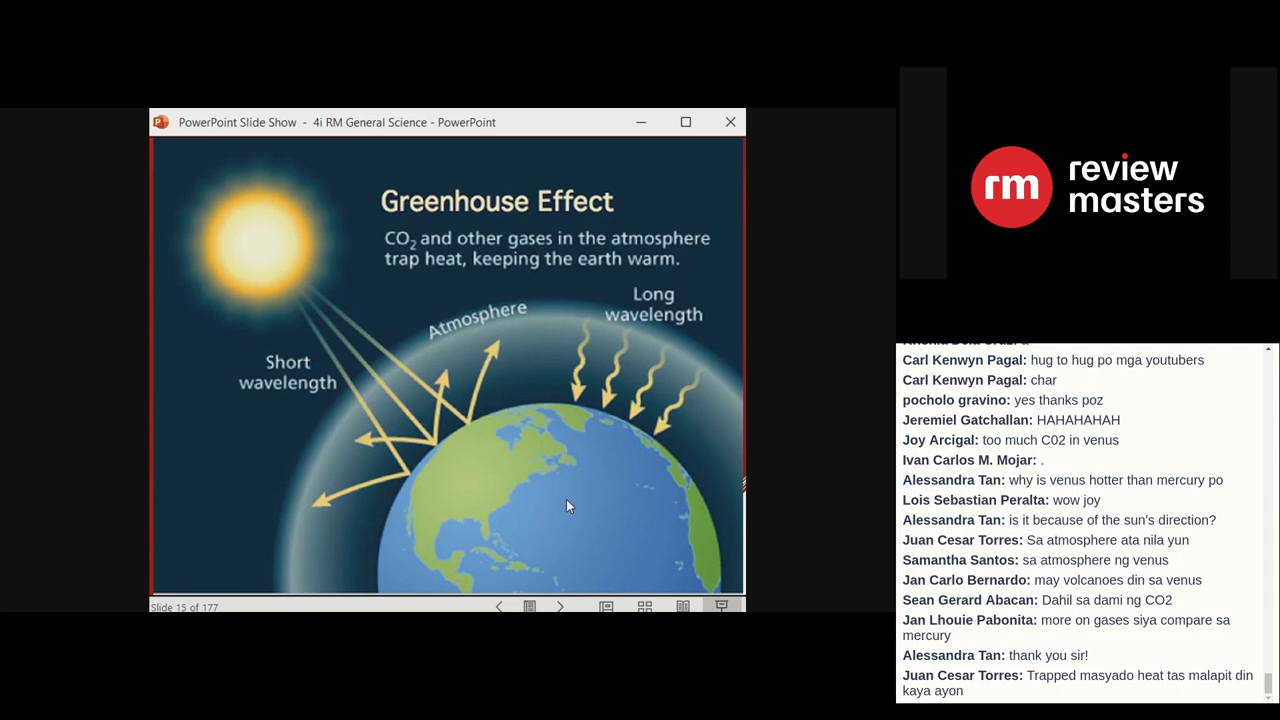 PowerPoint Slide Show - 4i RM General Science - PowerPoint
Greenhouse Effect
CO2 and other gases in the atmosphere
trap heat, keeping the earth warm.
Long
wavelength
Atmosphere
Short
wavelength
Slide 15 of 177
rm
review
masters
Carl Kenwyn Pagal: hug to hug po mga youtubers
Carl Kenwyn Pagal: char
pocholo gravino: yes thanks poz
Jeremiel Gatchallan: HAHAHAHAH
Joy Arcigal: too much C02 in venus
Ivan Carlos M. Mojar: .
Alessandra Tan: why is venus hotter than mercury po
Lois Sebastian Peralta: wow joy
Alessandra Tan: is it because of the sun's direction?
Juan Cesar Torres: Sa atmosphere ata nila yun
Samantha Santos: sa atmosphere ng venus
Jan Carlo Bernardo: may volcanoes din sa venus
Sean Gerard Abacan: Dahil sa dami ng CO2
Jan Lhouie Pabonita: more on gases siya compare sa
mercury
Alessandra Tan: thank you sir!
Juan Cesar Torres: Trapped masyado heat tas malapit din
kaya ayon